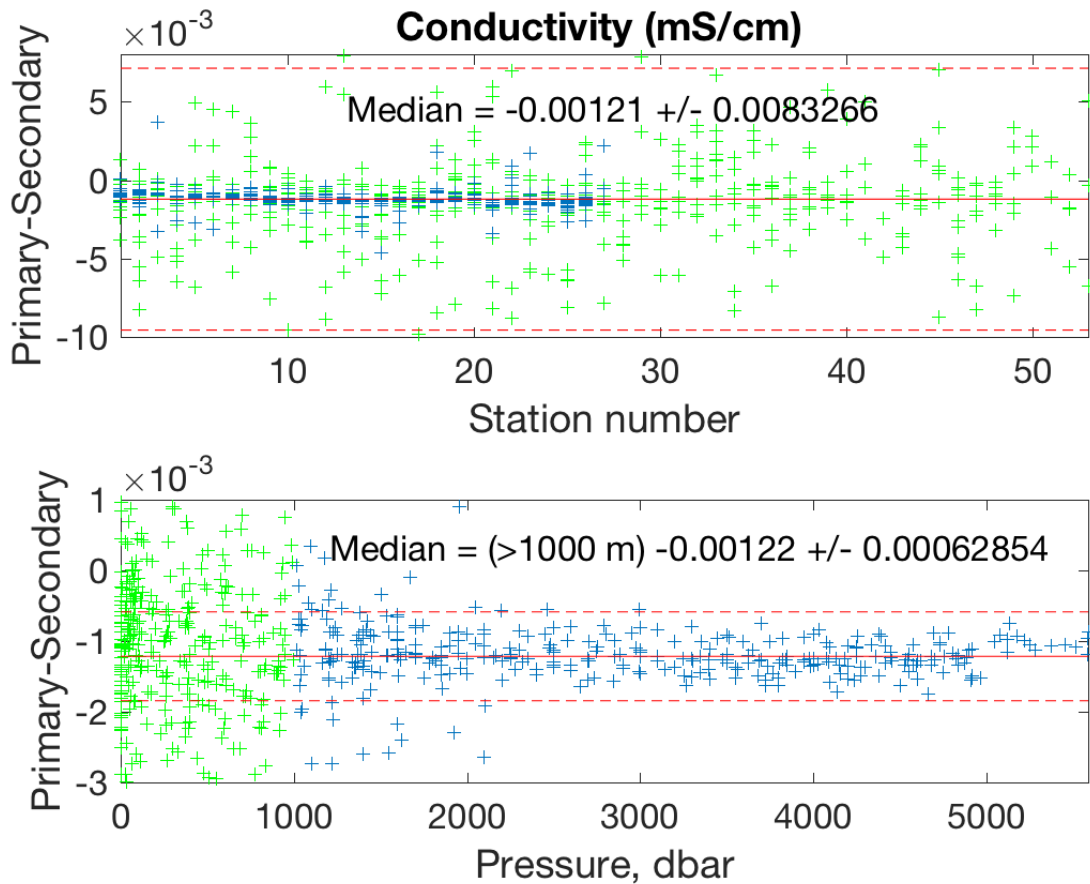 ×10⁻³
Conductivity (mS/cm)
Primary-Secondary
5
0
-5
-10
Median = -0.00121 +/- 0.0083266
10 20 30 40 50
Station number
×10⁻³
Primary-Secondary
1
0
-1
-2
-3
Median = (>1000 m) -0.00122 +/- 0.00062854
0 1000 2000 3000 4000 5000
Pressure, dbar